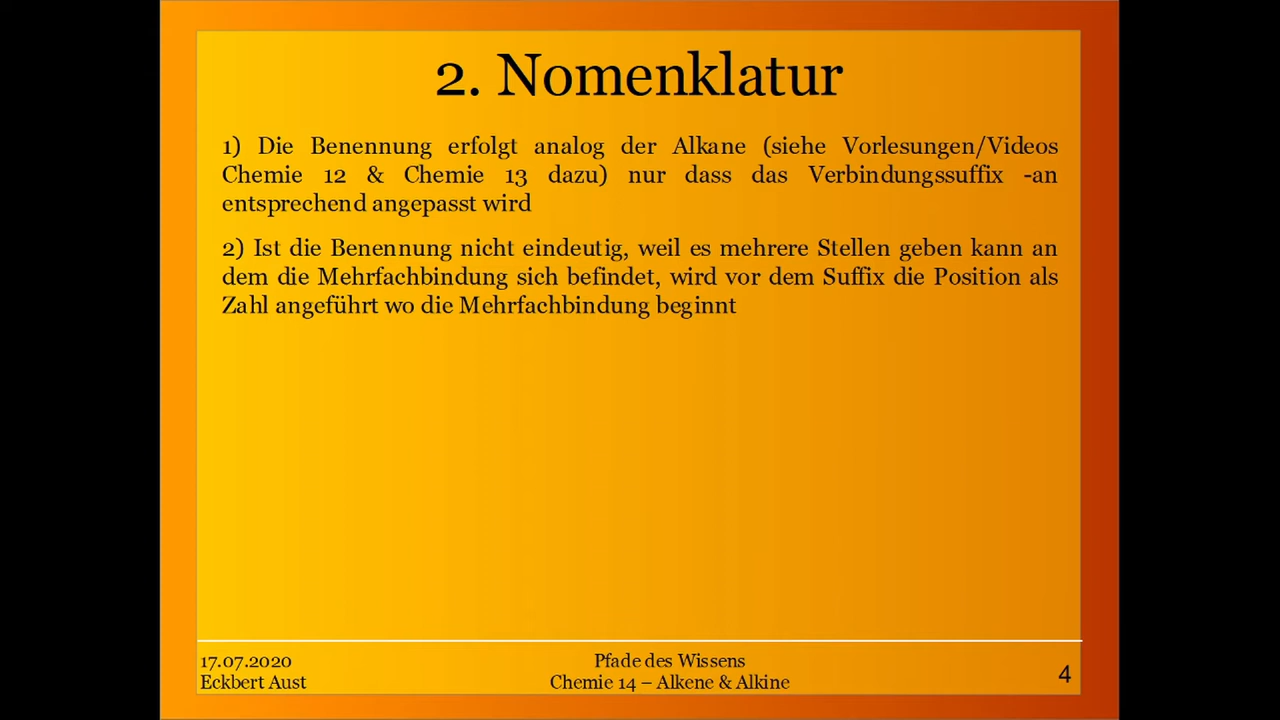 2. Nomenklatur
1) Die Benennung erfolgt analog der Alkane (siehe Vorlesungen/Videos
Chemie 12 & Chemie 13 dazu) nur dass das Verbindungssuffix -an
entsprechend angepasst wird
2) Ist die Benennung nicht eindeutig, weil es mehrere Stellen geben kann an
dem die Mehrfachbindung sich befindet, wird vor dem Suffix die Position als
Zahl angeführt wo die Mehrfachbindung beginnt
17.07.2020
Eckbert Aust
Pfade des Wissens
Chemie 14 – Alkene & Alkine
4